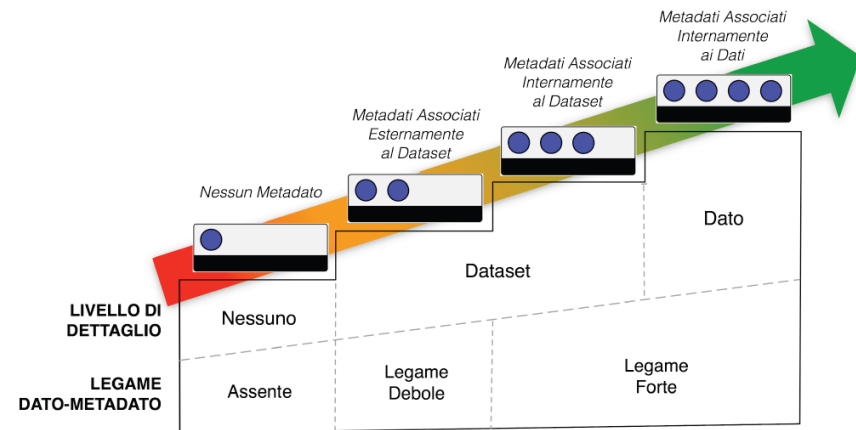 Metadati Associati
Internamente
ai Dati
Metadati Associati
Internamente
al Dataset
Metadati Associati
Esternamente
al Dataset
Nessun Metadato
Dato
Dataset
LIVELLO DI
DETTAGLIO
Nessuno
LEGAME
DATO-METADATO
Assente
Legame
Debole
Legame
Forte